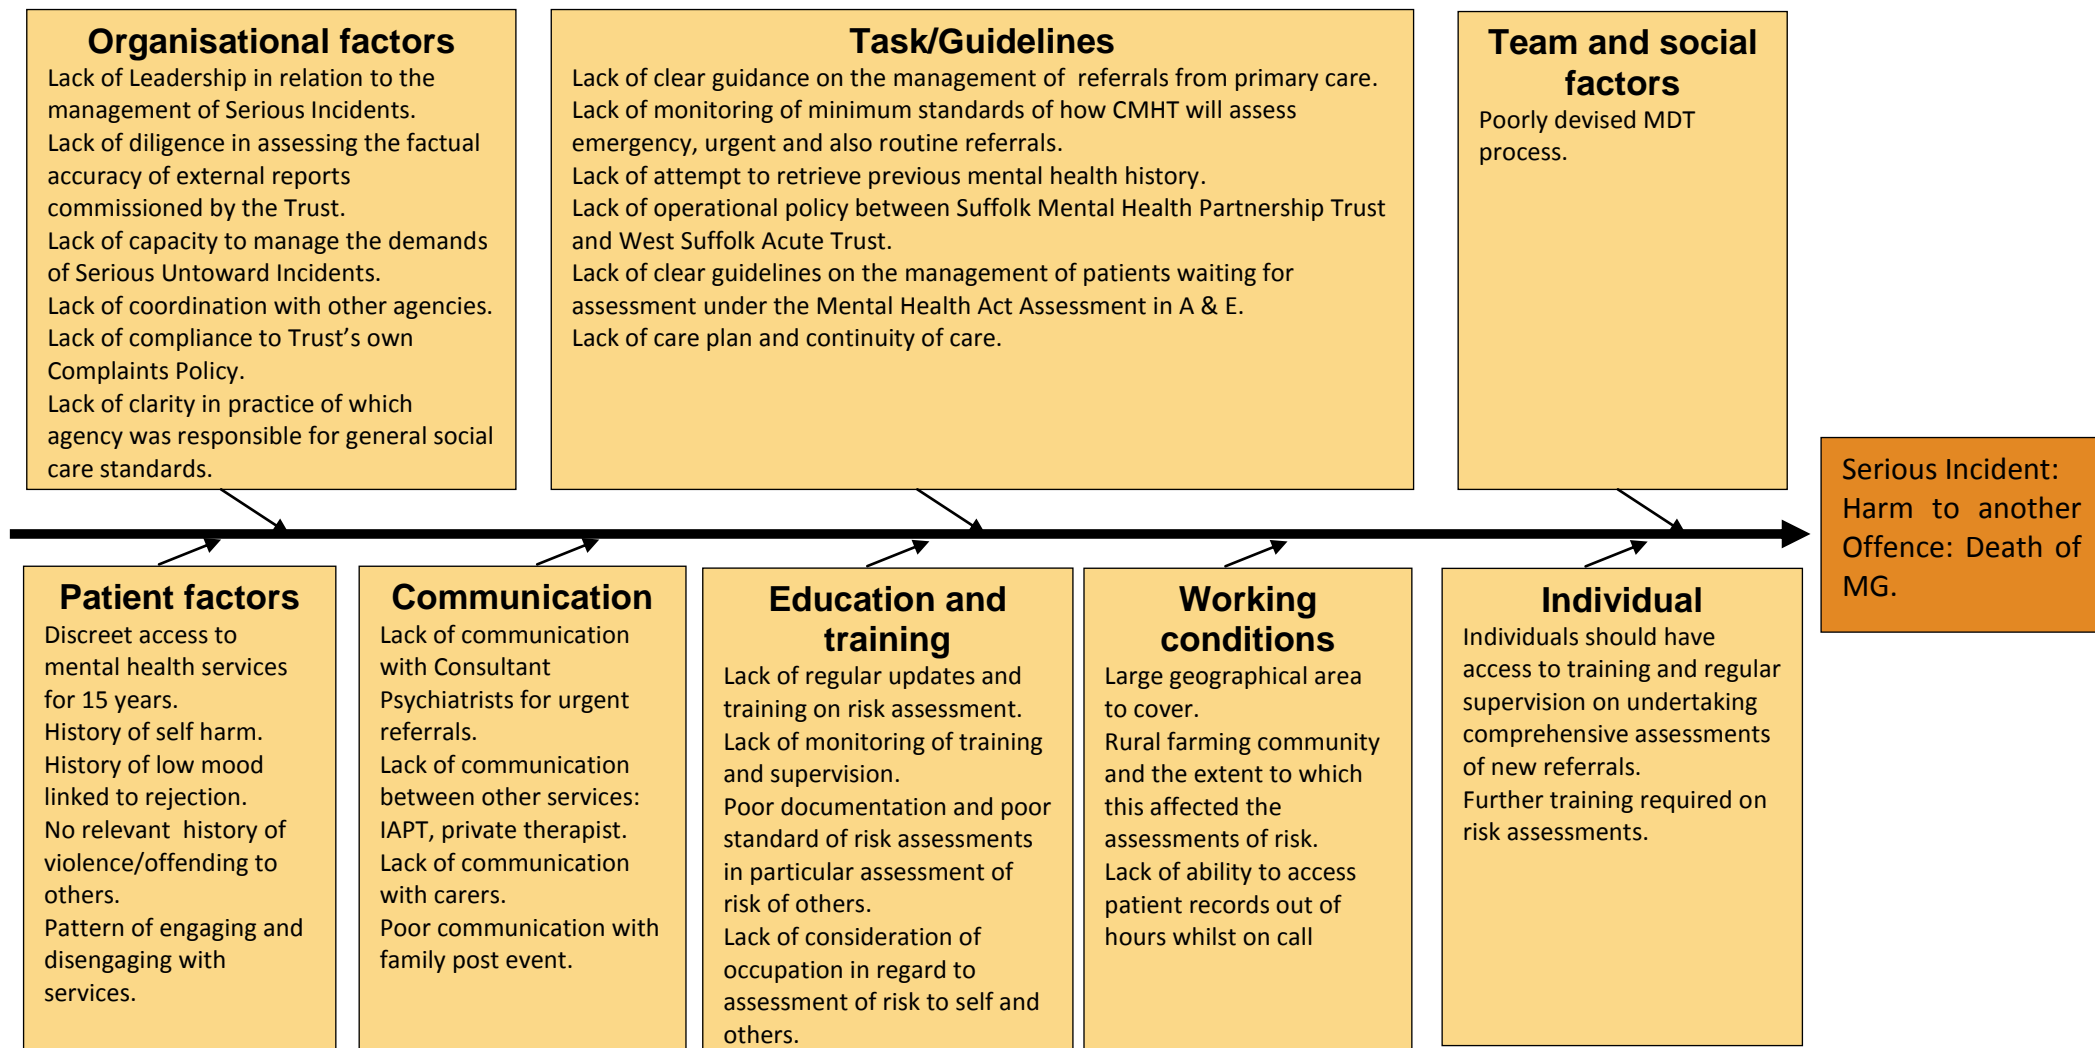 Organisational factors
Lack of Leadership in relation to the
management of Serious Incidents.
Lack of diligence in assessing the factual
accuracy of external reports
commissioned by the Trust.
Lack of capacity to manage the demands
of Serious Untoward Incidents.
Lack of coordination with other agencies.
Lack of compliance to Trust’s own
Complaints Policy.
Lack of clarity in practice of which
agency was responsible for general social
care standards.
Task/Guidelines
Lack of clear guidance on the management of referrals from primary care.
Lack of monitoring of minimum standards of how CMHT will assess
emergency, urgent and also routine referrals.
Lack of attempt to retrieve previous mental health history.
Lack of operational policy between Suffolk Mental Health Partnership Trust
and West Suffolk Acute Trust.
Lack of clear guidelines on the management of patients waiting for
assessment under the Mental Health Act Assessment in A & E.
Lack of care plan and continuity of care.
Team and social
factors
Poorly devised MDT
process.
Serious Incident:
Harm to another
Offence: Death of
MG.
Patient factors
Discreet access to
mental health services
for 15 years.
History of self harm.
History of low mood
linked to rejection.
No relevant history of
violence/offending to
others.
Pattern of engaging and
disengaging with
services.
Communication
Lack of communication
with Consultant
Psychiatrists for urgent
referrals.
Lack of communication
between other services:
IAPT, private therapist.
Lack of communication
with carers.
Poor communication with
family post event.
Education and
training
Lack of regular updates and
training on risk assessment.
Lack of monitoring of training
and supervision.
Poor documentation and poor
standard of risk assessments
in particular assessment of
risk of others.
Lack of consideration of
occupation in regard to
assessment of risk to self and
others.
Working
conditions
Large geographical area
to cover.
Rural farming community
and the extent to which
this affected the
assessments of risk.
Lack of ability to access
patient records out of
hours whilst on call
Individual
Individuals should have
access to training and regular
supervision on undertaking
comprehensive assessments
of new referrals.
Further training required on
risk assessments.